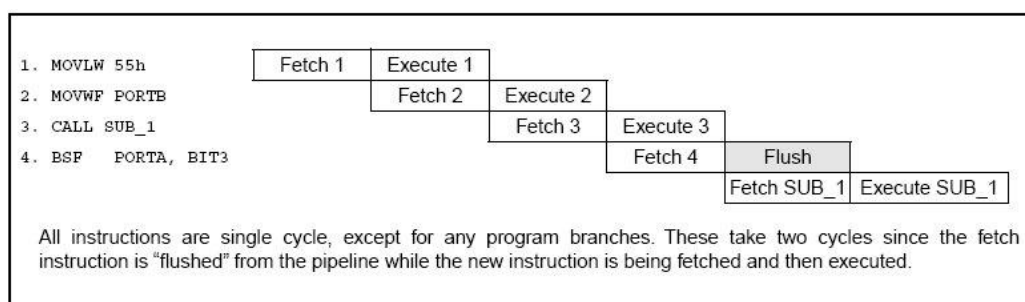 1. MOVLW 55h Fetch 1 Execute 1
2. MOVWF PORTB Fetch 2 Execute 2
3. CALL SUB_1 Fetch 3 Execute 3
4. BSF PORTA, BIT3 Fetch 4 Flush
Fetch SUB_1 Execute SUB_1
All instructions are single cycle, except for any program branches. These take two cycles since the fetch
instruction is “flushed” from the pipeline while the new instruction is being fetched and then executed.